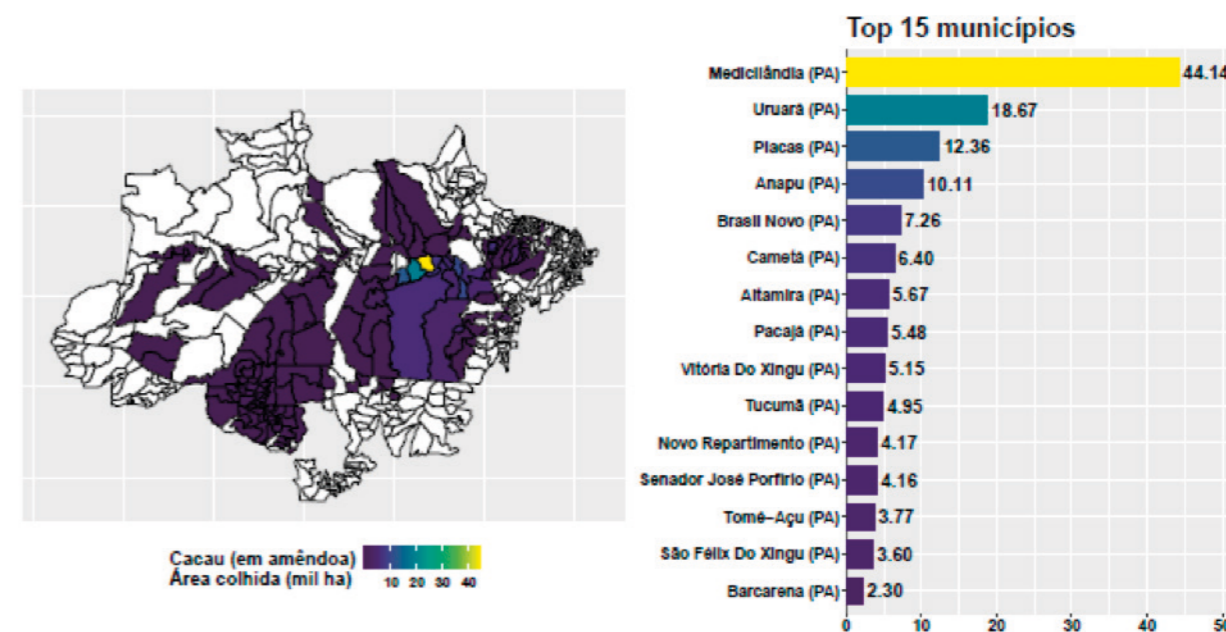 Top 15 municípios
Medicilândia (PA) 44.14
Uruará (PA) 18.67
Placas (PA) 12.36
Anapu (PA) 10.11
Brasil Novo (PA) 7.26
Cametá (PA) 6.40
Altamira (PA) 5.67
Pacajá (PA) 5.48
Vitória Do Xingu (PA) 5.15
Tucumã (PA) 4.95
Novo Repartimento (PA) 4.17
Senador José Porfírio (PA) 4.16
Tomé-Açu (PA) 3.77
São Félix Do Xingu (PA) 3.60
Barcarena (PA) 2.30
0 10 20 30 40 50
Cacau (em amêndoa)
Área colhida (mil ha)
10 20 30 40